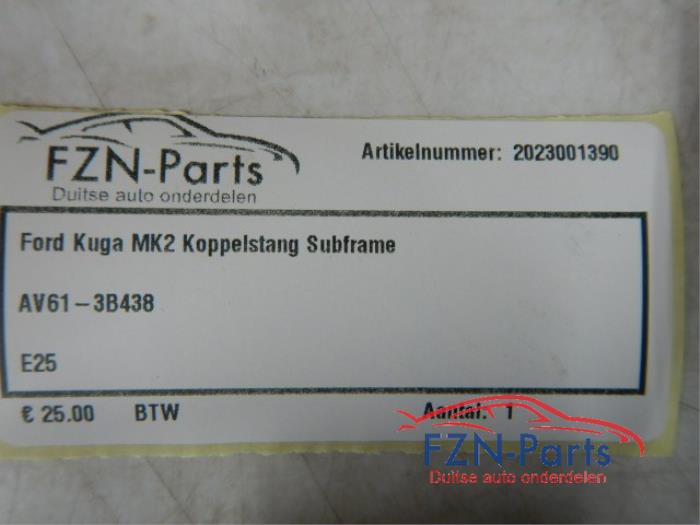 FZN-Parts
Duitse auto onderdelen
Artikelnummer: 2023001390
Ford Kuga MK2 Koppelstang Subframe
AV61-3B438
E25
€ 25.00 BTW Aantal: 1
FZN-Parts
Duitse auto onderdelen